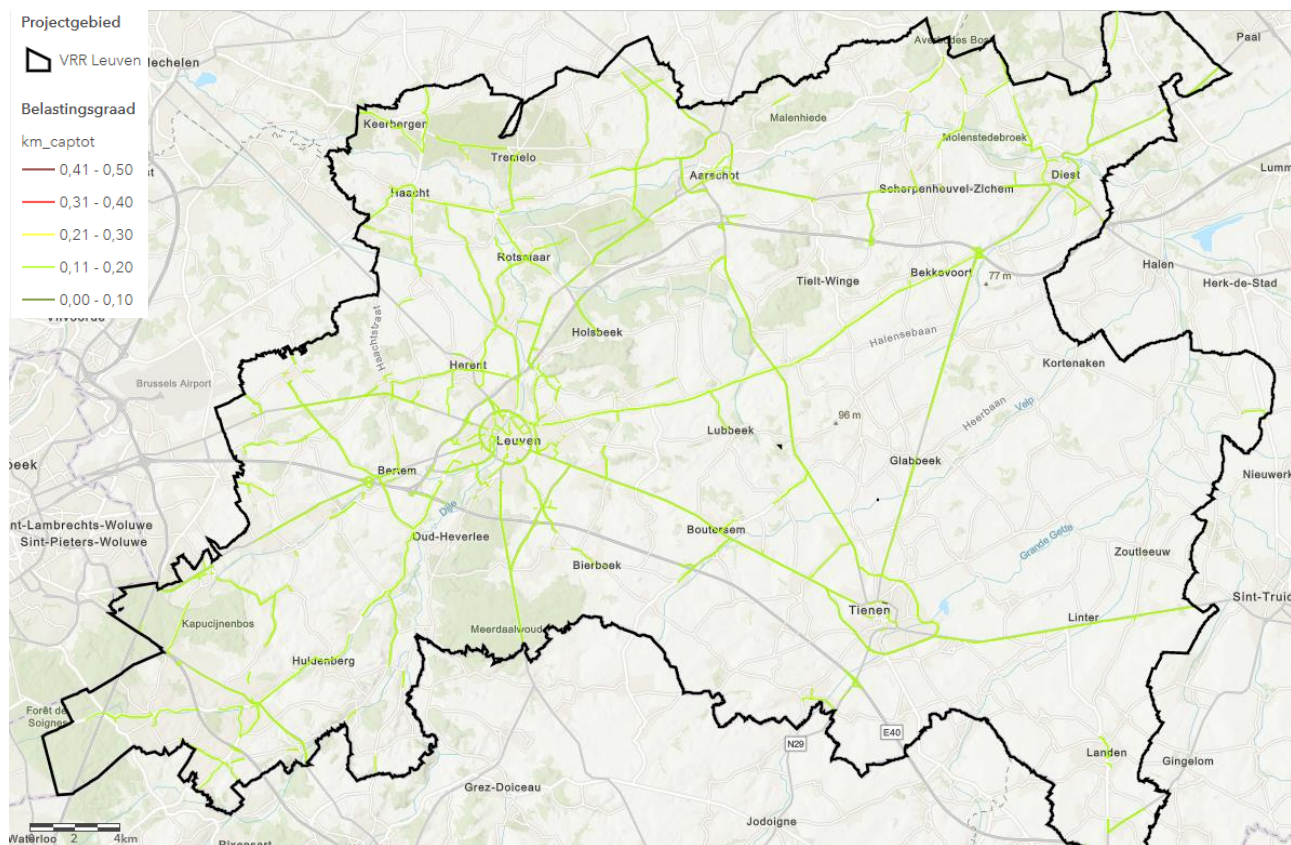 Projectgebied
VRR Leuven
Belastingsgraad
km_captot
0,41 - 0,50
0,31 - 0,40
0,21 - 0,30
0,11 - 0,20
0,00 - 0,10
Averbodes Bos
Paal
Keerbergen
Malenhiede
Molenstedebroek
Tremelo
Aarschot
Diest
Lumm
Haacht
Scherpenheuvel-Zichem
Rotselaar
Halen
Tielt-Winge
Bekkevoort
77 m
Herk-de-Stad
Haachtstraat
Holsbeek
Halensebaan
Herent
Kortenaken
Brussels Airport
Heerbaan
Velp
96 m
Leuven
Lubbeek
Glabbeek
beek
Bertem
Nieuwerk
Dijle
nt-Lambrechts-Woluwe
Boutersem
Sint-Pieters-Woluwe
Oud-Heverlee
Grande Gette
Zoutleeuw
Bierbeek
Tienen
Sint-Truid
Kapucijnenbos
Meerdaalwoud
Linter
Huldenberg
Forêt de
Soignes
N29
E40
Landen
Gingelom
Grez-Doiceau
Jodoigne
0 2 4km
Waterloo
Rixensart